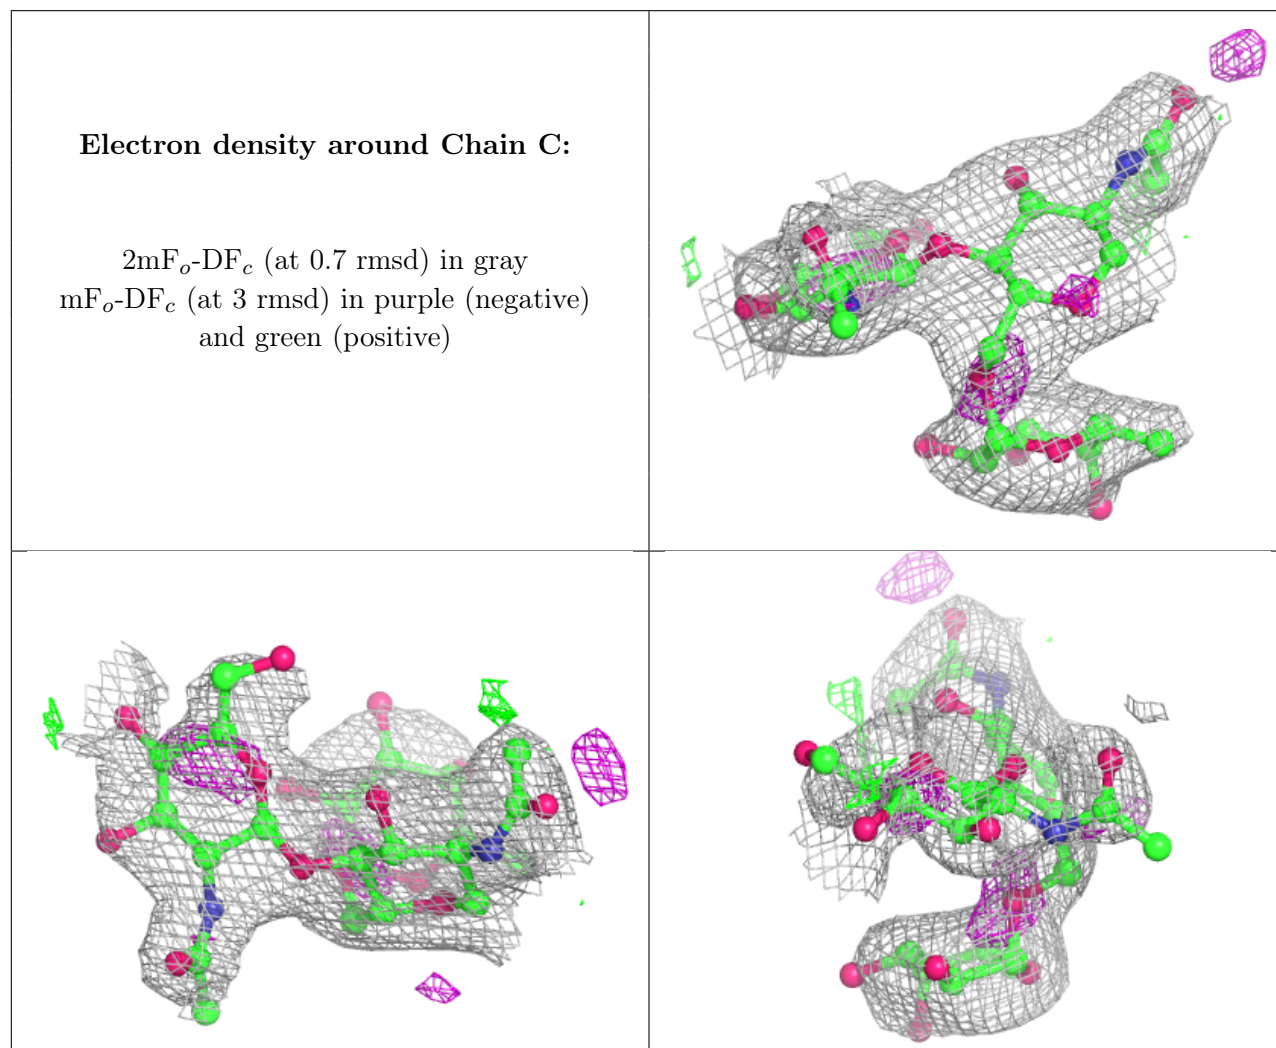 Electron density around Chain C:
2mFₒ-DF𝒸 (at 0.7 rmsd) in gray
mFₒ-DF𝒸 (at 3 rmsd) in purple (negative)
and green (positive)